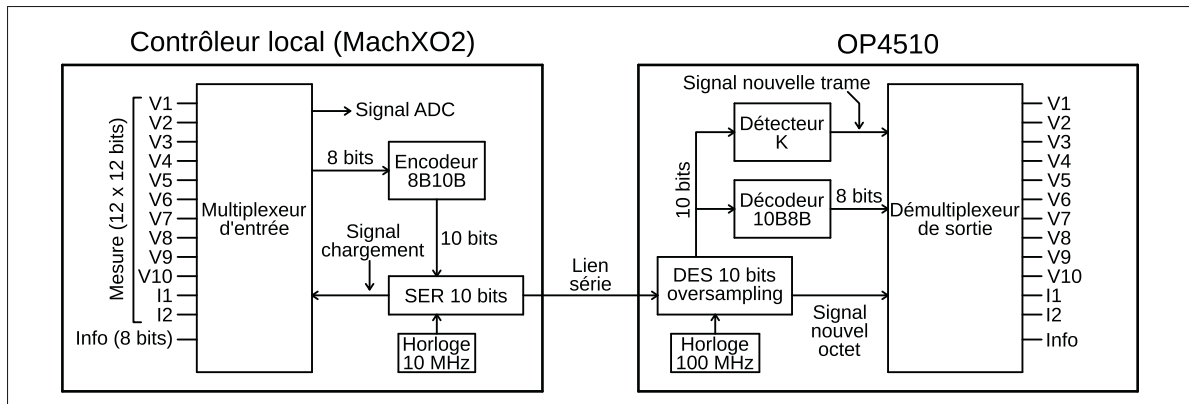 Contrôleur local (MachXO2)
OP4510
Mesure (12 x 12 bits)
V1
V2
V3
V4
V5
V6
V7
V8
V9
V10
I1
I2
Info (8 bits)
Multiplexeur
d'entrée
Signal ADC
8 bits
Encodeur
8B10B
10 bits
Signal
chargement
SER 10 bits
Horloge
10 MHz
Lien
série
Signal nouvelle trame
Détecteur
K
10 bits
Décodeur
10B8B
8 bits
DES 10 bits
oversampling
Horloge
100 MHz
Signal
nouvel
octet
Démultiplexeur
de sortie
V1
V2
V3
V4
V5
V6
V7
V8
V9
V10
I1
I2
Info